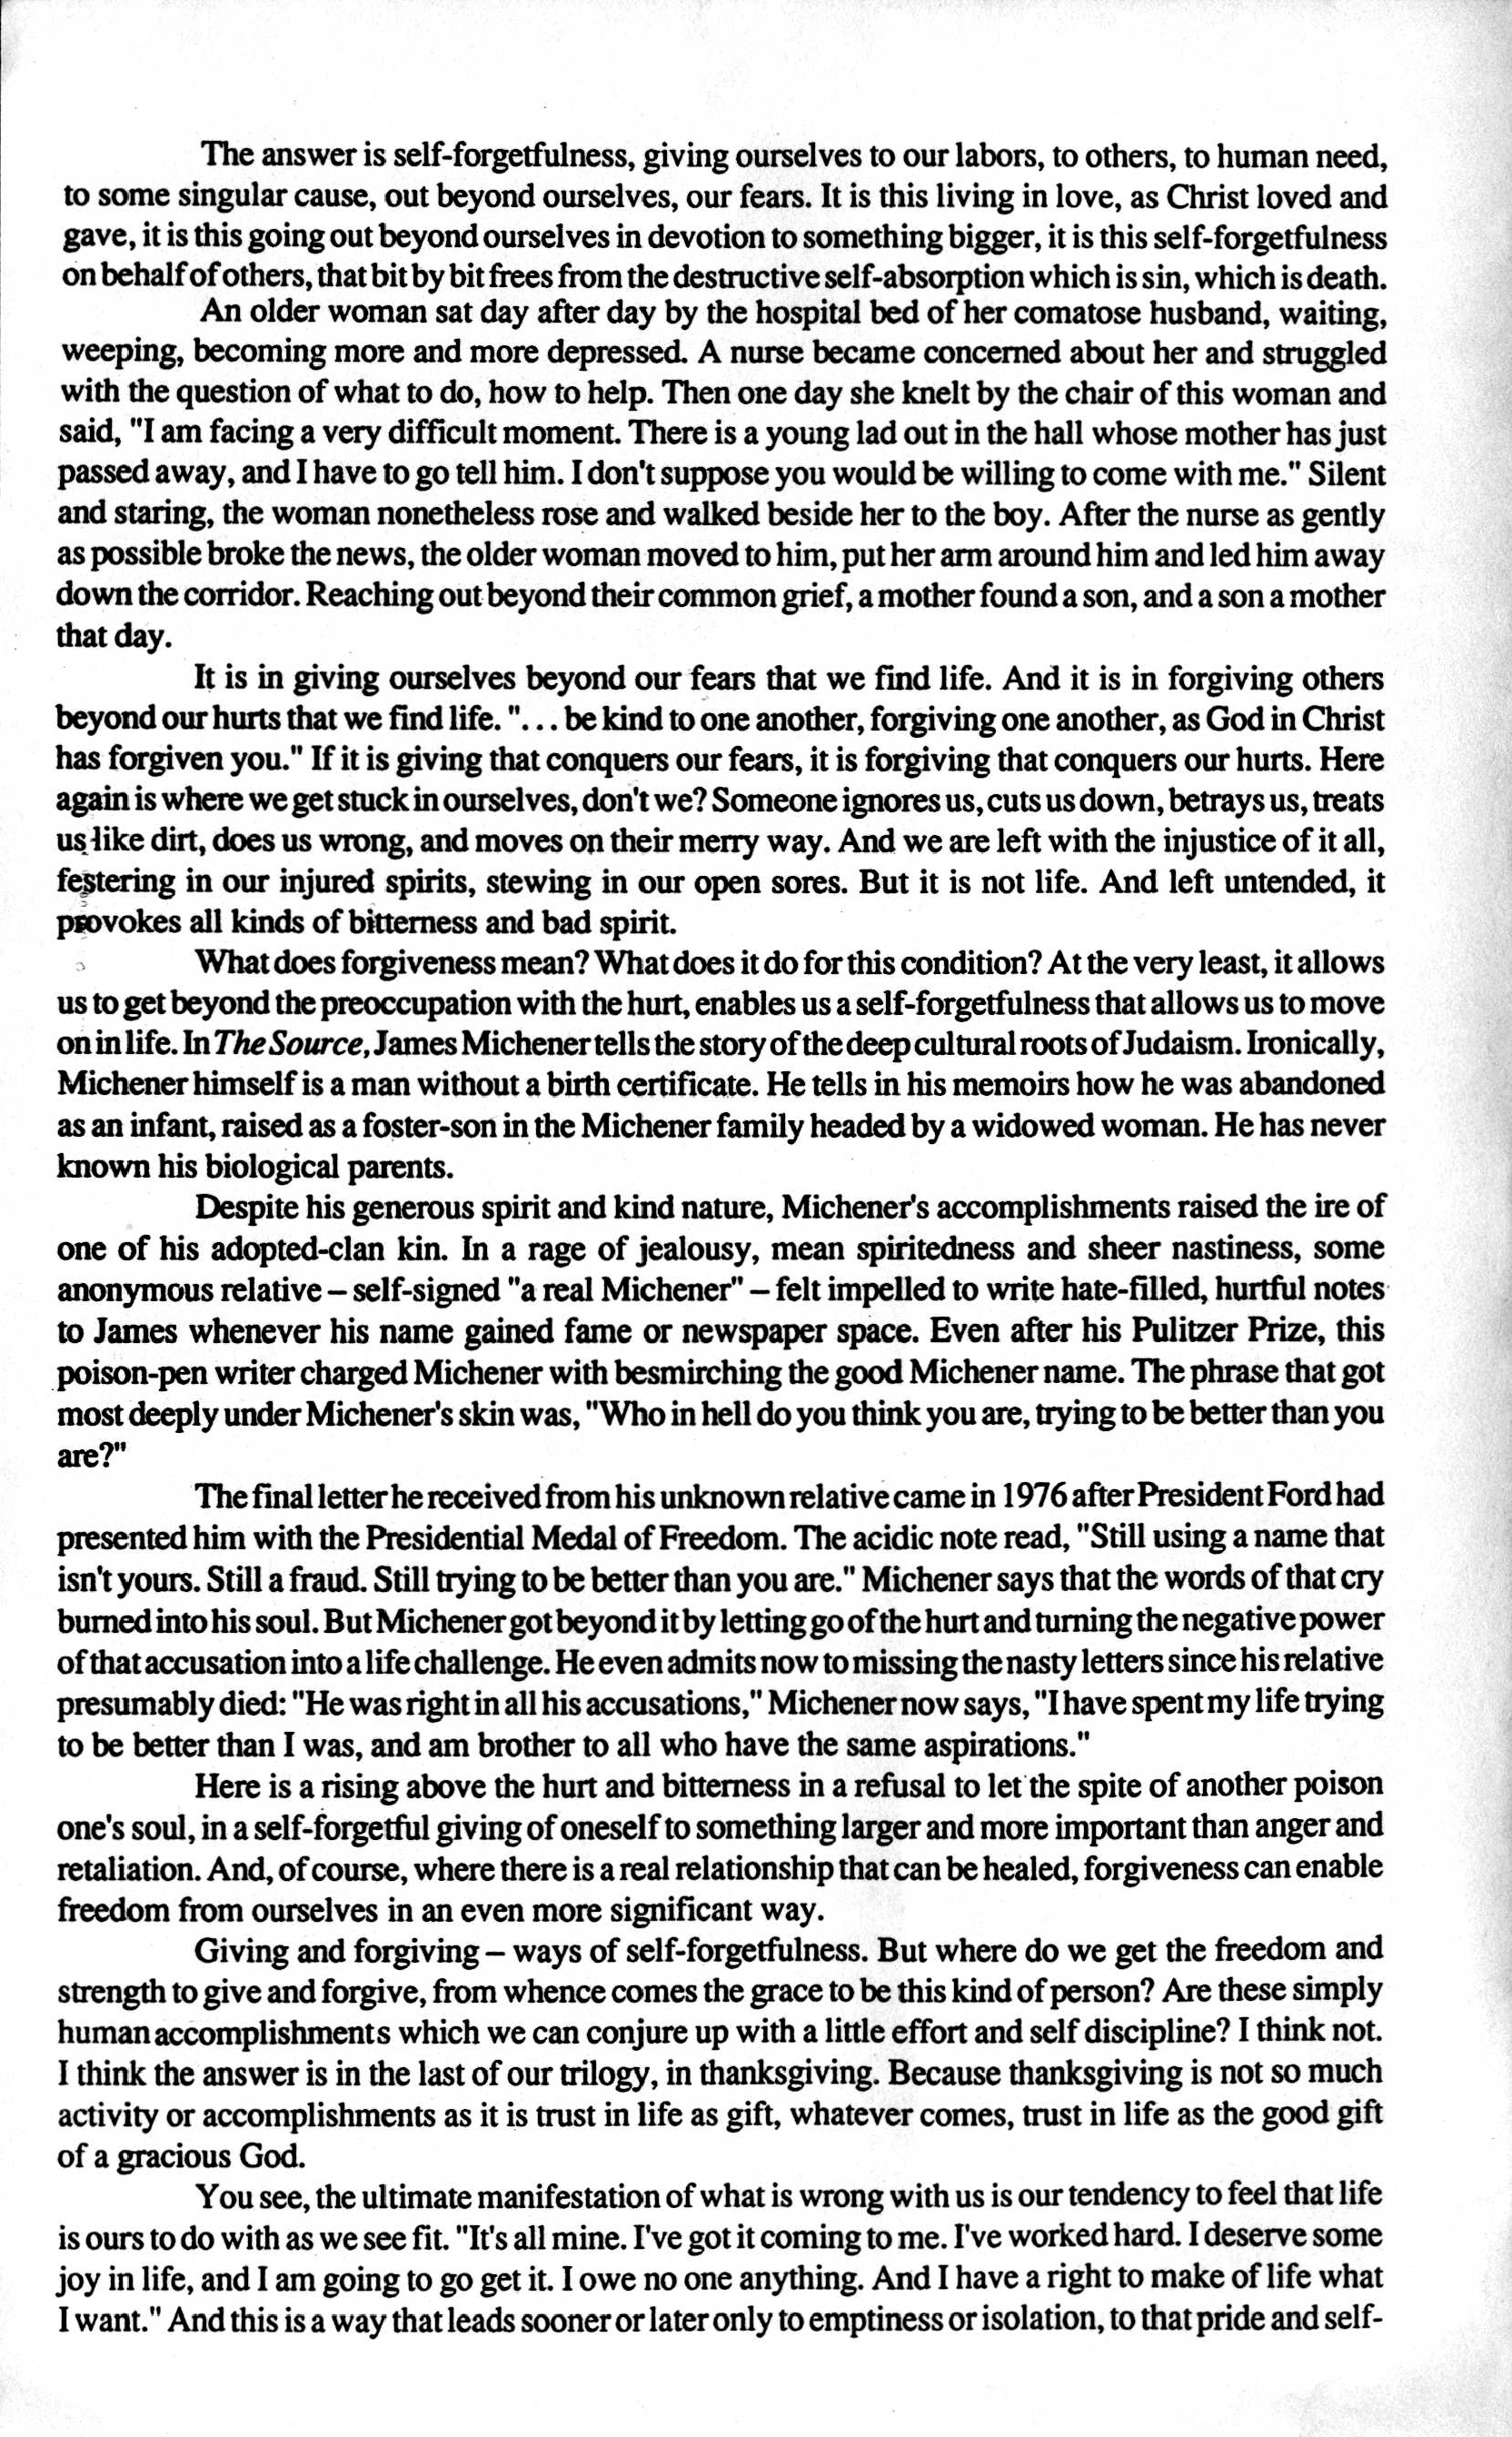 The answer is self-forgetfulness, giving ourselves to our labors, to others, to human need,
to some singular cause, out beyond ourselves, our fears. It is this living in love, as Christ loved and
gave, it is this going out beyond ourselves in devotion to something bigger, it is this self-forgetfulness
on behalf of others, that bit by bit frees from the destructive self-absorption which is sin, which is death.
An older woman sat day after day by the hospital bed of her comatose husband, waiting,
weeping, becoming more and more depressed. A nurse became concerned about her and struggled
with the question of what to do, how to help. Then one day she knelt by the chair of this woman and
said, "I am facing a very difficult moment. There is a young lad out in the hall whose mother has just
passed away, and I have to go tell him. I don't suppose you would be willing to come with me." Silent
and staring, the woman nonetheless rose and walked beside her to the boy. After the nurse as gently
as possible broke the news, the older woman moved to him, put her arm around him and led him away
down the corridor. Reaching out beyond their common grief, a mother found a son, and a son a mother
that day.
It is in giving ourselves beyond our fears that we find life. And it is in forgiving others
beyond our hurts that we find life. "... be kind to one another, forgiving one another, as God in Christ
has forgiven you." If it is giving that conquers our fears, it is forgiving that conquers our hurts. Here
again is where we get stuck in ourselves, don't we? Someone ignores us, cuts us down, betrays us, treats
us like dirt, does us wrong, and moves on their merry way. And we are left with the injustice of it all,
festering in our injured spirits, stewing in our open sores. But it is not life. And left untended, it
provokes all kinds of bitterness and bad spirit.
What does forgiveness mean? What does it do for this condition? At the very least, it allows
us to get beyond the preoccupation with the hurt, enables us a self-forgetfulness that allows us to move
on in life. In The Source, James Michener tells the story of the deep cultural roots of Judaism. Ironically,
Michener himself is a man without a birth certificate. He tells in his memoirs how he was abandoned
as an infant, raised as a foster-son in the Michener family headed by a widowed woman. He has never
known his biological parents.
Despite his generous spirit and kind nature, Michener's accomplishments raised the ire of
one of his adopted-clan kin. In a rage of jealousy, mean spiritedness and sheer nastiness, some
anonymous relative – self-signed "a real Michener" – felt impelled to write hate-filled, hurtful notes
to James whenever his name gained fame or newspaper space. Even after his Pulitzer Prize, this
poison-pen writer charged Michener with besmirching the good Michener name. The phrase that got
most deeply under Michener's skin was, "Who in hell do you think you are, trying to be better than you
are?"
The final letter he received from his unknown relative came in 1976 after President Ford had
presented him with the Presidential Medal of Freedom. The acidic note read, "Still using a name that
isn't yours. Still a fraud. Still trying to be better than you are." Michener says that the words of that cry
burned into his soul. But Michener got beyond it by letting go of the hurt and turning the negative power
of that accusation into a life challenge. He even admits now to missing the nasty letters since his relative
presumably died: "He was right in all his accusations," Michener now says, "I have spent my life trying
to be better than I was, and am brother to all who have the same aspirations."
Here is a rising above the hurt and bitterness in a refusal to let the spite of another poison
one's soul, in a self-forgetful giving of oneself to something larger and more important than anger and
retaliation. And, of course, where there is a real relationship that can be healed, forgiveness can enable
freedom from ourselves in an even more significant way.
Giving and forgiving – ways of self-forgetfulness. But where do we get the freedom and
strength to give and forgive, from whence comes the grace to be this kind of person? Are these simply
human accomplishments which we can conjure up with a little effort and self discipline? I think not.
I think the answer is in the last of our trilogy, in thanksgiving. Because thanksgiving is not so much
activity or accomplishments as it is trust in life as gift, whatever comes, trust in life as the good gift
of a gracious God.
You see, the ultimate manifestation of what is wrong with us is our tendency to feel that life
is ours to do with as we see fit. "It's all mine. I've got it coming to me. I've worked hard. I deserve some
joy in life, and I am going to go get it. I owe no one anything. And I have a right to make of life what
I want." And this is a way that leads sooner or later only to emptiness or isolation, to that pride and self-